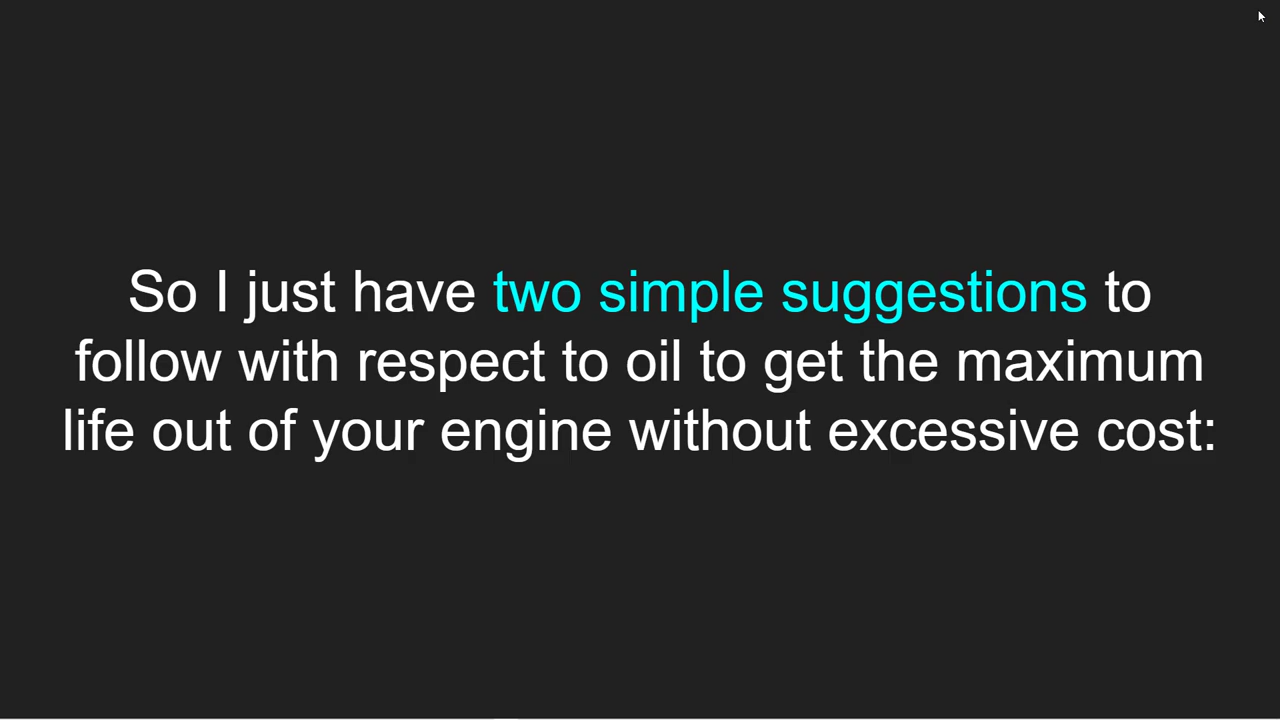 So I just have two simple suggestions to
follow with respect to oil to get the maximum
life out of your engine without excessive cost: